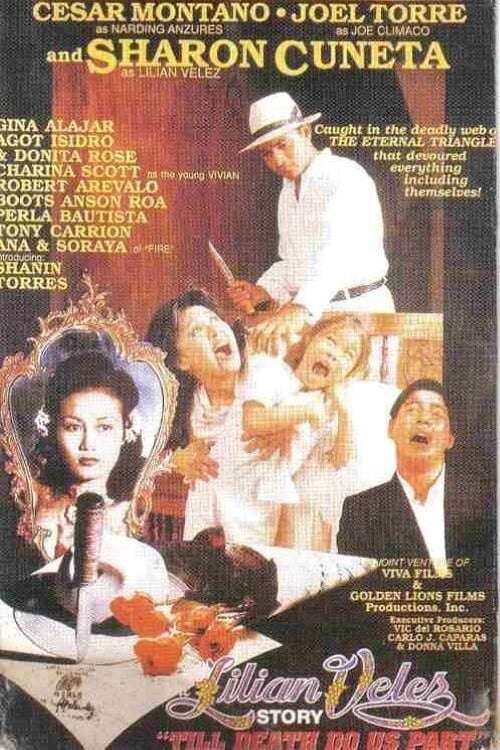 CESAR MONTANO • JOEL TORRE
as NARDING ANZURES
as JOE CLIMACO
and SHARON CUNETA
as LILIAN VELEZ
GINA ALAJAR
AGOT ISIDRO
& DONITA ROSE
CHARINA SCOTT as the young VIVIAN
ROBERT AREVALO
BOOTS ANSON ROA
PERLA BAUTISTA
TONY CARRION
ANA & SORAYA of "FIRE"
introducing
SHANIN
TORRES
Caught in the deadly web of
THE ETERNAL TRIANGLE
that devoured
everything
including
themselves!
A JOINT VENTURE OF
VIVA FILMS
&
GOLDEN LIONS FILMS
Productions, Inc.
Executive Producers:
VIC del ROSARIO
CARLO J. CAPARAS
& DONNA VILLA
Lilian Velez
STORY
"TILL DEATH DO US PART"